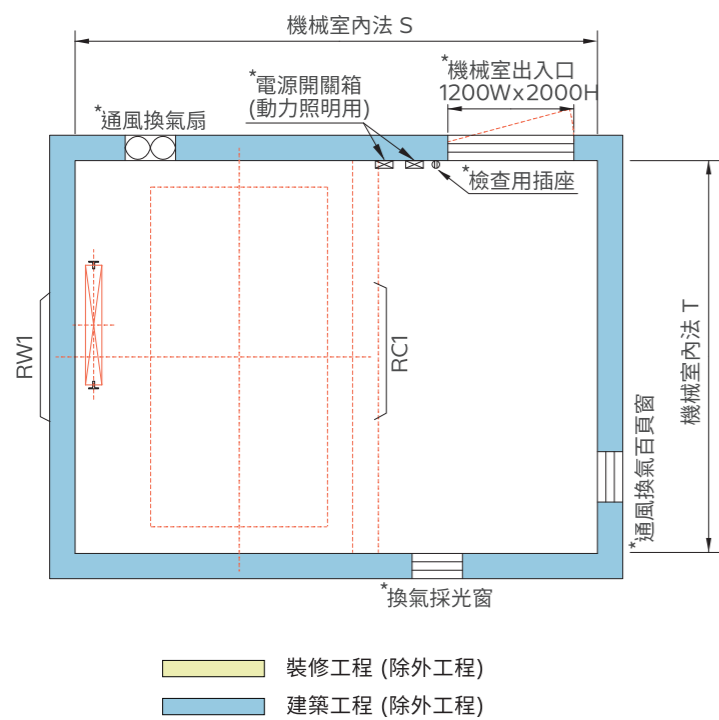 機械室內法 S
*電源開關箱
(動力照明用)
*機械室出入口
1200Wx2000H
*通風換氣扇
*檢查用插座
RW1
RC1
機械室內法 T
*通風換氣百頁窗
*換氣採光窗
裝修工程 (除外工程)
建築工程 (除外工程)